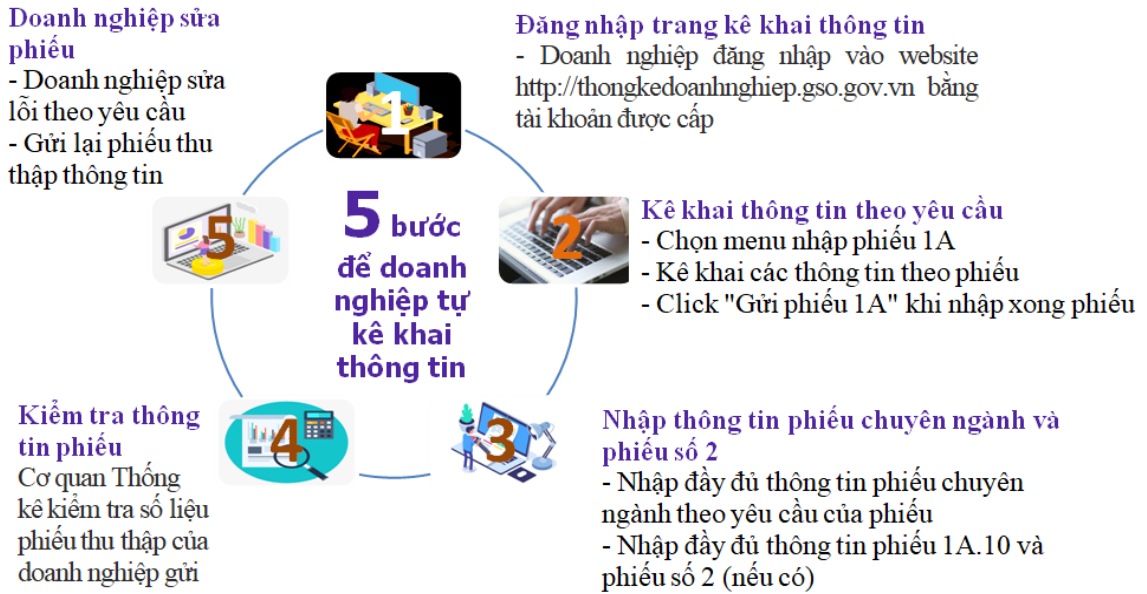 5 bước
để doanh
nghiệp tự
kê khai
thông tin
1
Đăng nhập trang kê khai thông tin
- Doanh nghiệp đăng nhập vào website
http://thongkedoanhnghiep.gso.gov.vn bằng
tài khoản được cấp
2
Kê khai thông tin theo yêu cầu
- Chọn menu nhập phiếu 1A
- Kê khai các thông tin theo phiếu
- Click "Gửi phiếu 1A" khi nhập xong phiếu
3
Nhập thông tin phiếu chuyên ngành và
phiếu số 2
- Nhập đầy đủ thông tin phiếu chuyên
ngành theo yêu cầu của phiếu
- Nhập đầy đủ thông tin phiếu 1A.10 và
phiếu số 2 (nếu có)
4
Kiểm tra thông
tin phiếu
Cơ quan Thống
kê kiểm tra số liệu
phiếu thu thập của
doanh nghiệp gửi
5
Doanh nghiệp sửa
phiếu
- Doanh nghiệp sửa
lỗi theo yêu cầu
- Gửi lại phiếu thu
thập thông tin